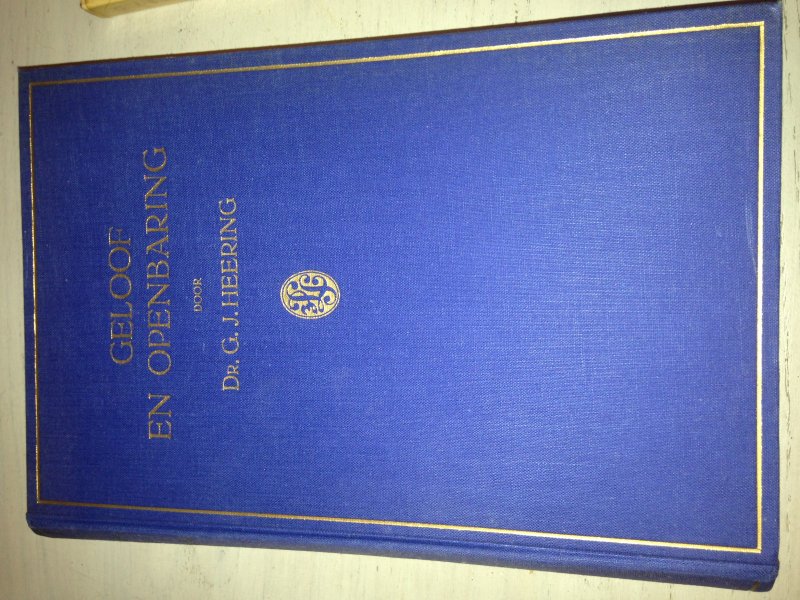 GELOOF
EN OPENBARING
DOOR
DR. G. J. HEERING